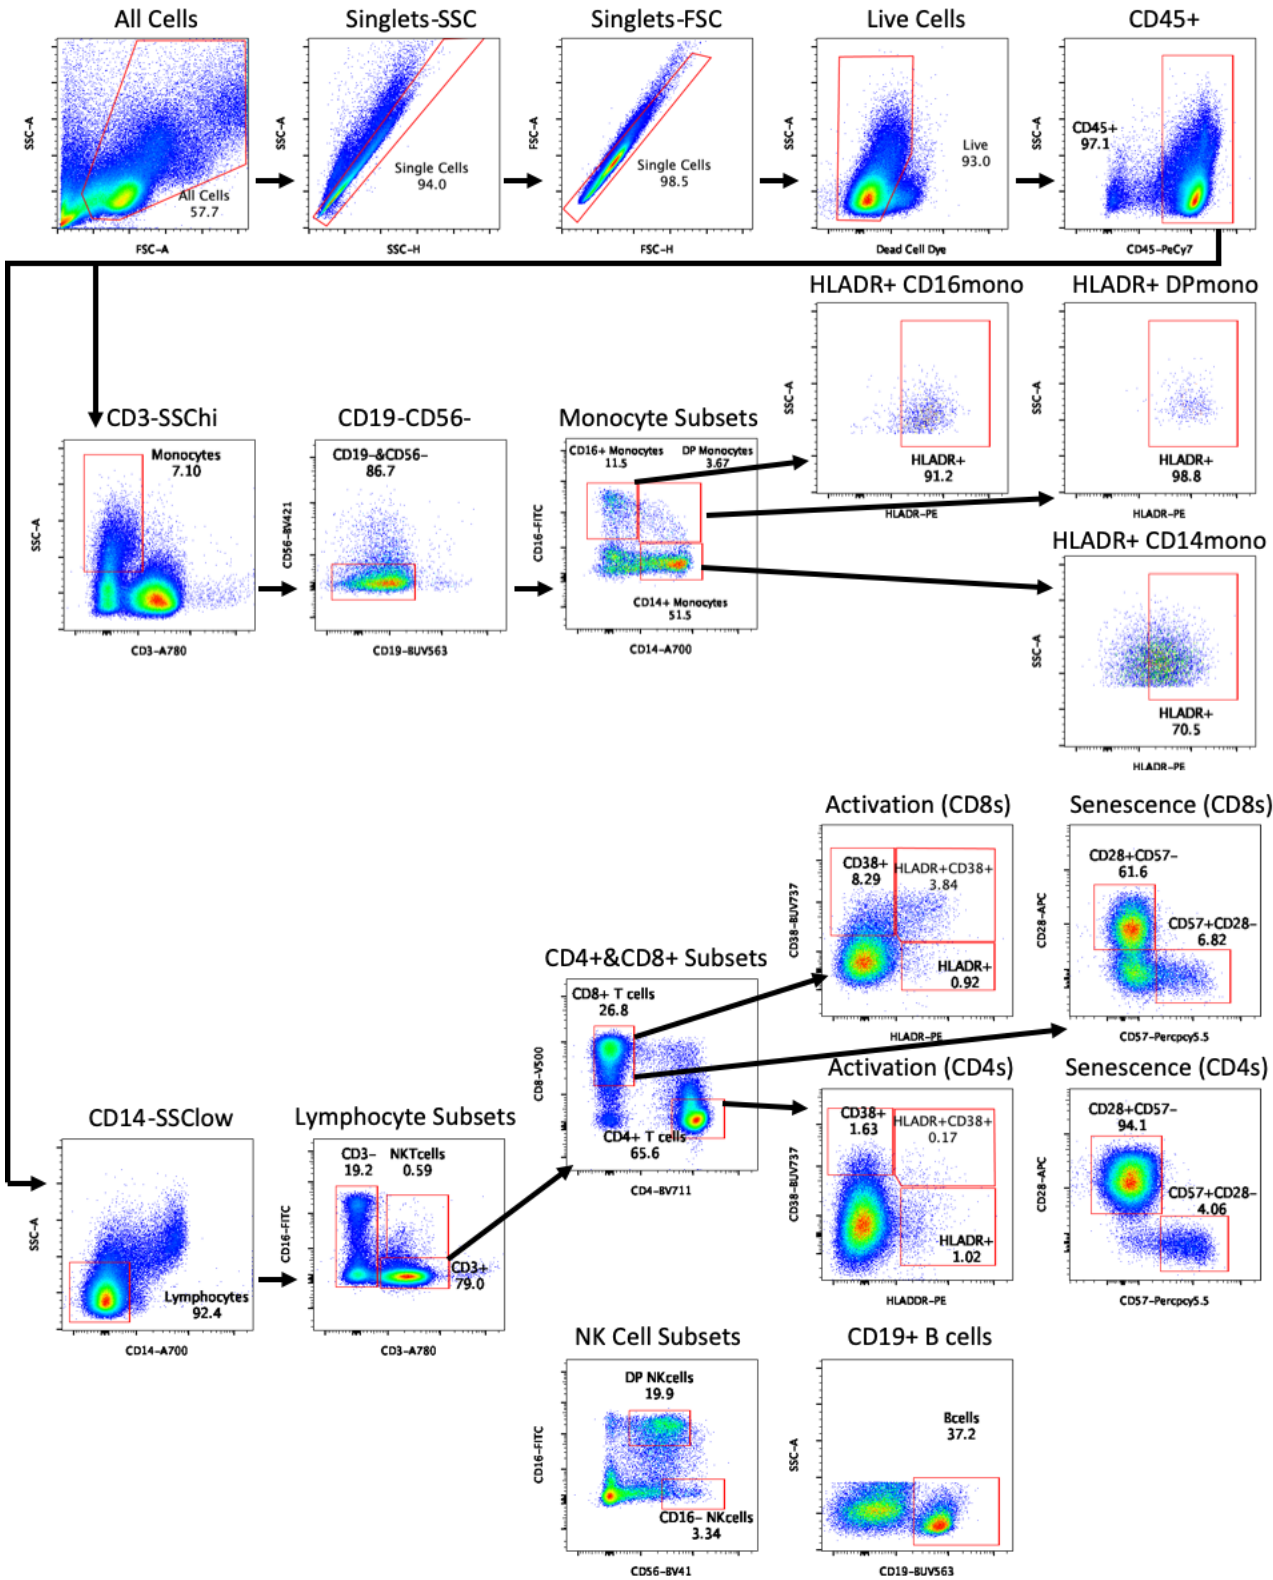 All Cells
Singlets-SSC
Singlets-FSC
Live Cells
CD45+
SSC-A
All Cells
57.7
FSC-A
SSC-A
Single Cells
94.0
SSC-H
FSC-A
Single Cells
98.5
FSC-H
SSC-A
Live
93.0
Dead Cell Dye
SSC-A
CD45+
97.1
CD45-PeCy7
HLADR+ CD16mono
HLADR+ DPmono
SSC-A
HLADR+
91.2
HLADR-PE
SSC-A
HLADR+
98.8
HLADR-PE
CD3-SSChi
CD19-CD56-
Monocyte Subsets
SSC-A
Monocytes
7.10
CD3-A780
CD56-BV421
CD19-&CD56-
86.7
CD19-BUV563
CD16-FITC
CD16+ Monocytes
11.5
DP Monocytes
3.67
CD14+ Monocytes
51.5
CD14-A700
HLADR+ CD14mono
SSC-A
HLADR+
70.5
HLADR-PE
Activation (CD8s)
Senescence (CD8s)
CD38-BUV737
CD38+
8.29
HLADR+CD38+
3.84
HLADR+
0.92
HLADR-PE
CD28-APC
CD28+CD57-
61.6
CD57+CD28-
6.82
CD57-Percpcy5.5
CD4+&CD8+ Subsets
CD8-V500
CD8+ T cells
26.8
CD4+ T cells
65.6
CD4-BV711
Activation (CD4s)
Senescence (CD4s)
CD38-BUV737
CD38+
1.63
HLADR+CD38+
0.17
HLADR+
1.02
HLADDR-PE
CD28-APC
CD28+CD57-
94.1
CD57+CD28-
4.06
CD57-Percpcy5.5
CD14-SSClow
Lymphocyte Subsets
SSC-A
Lymphocytes
92.4
CD14-A700
CD16-FITC
CD3-
19.2
NKTcells
0.59
CD3+
79.0
CD3-A780
NK Cell Subsets
CD19+ B cells
CD16-FITC
DP NKcells
19.9
CD16- NKcells
3.34
CD56-BV41
SSC-A
Bcells
37.2
CD19-BUV563